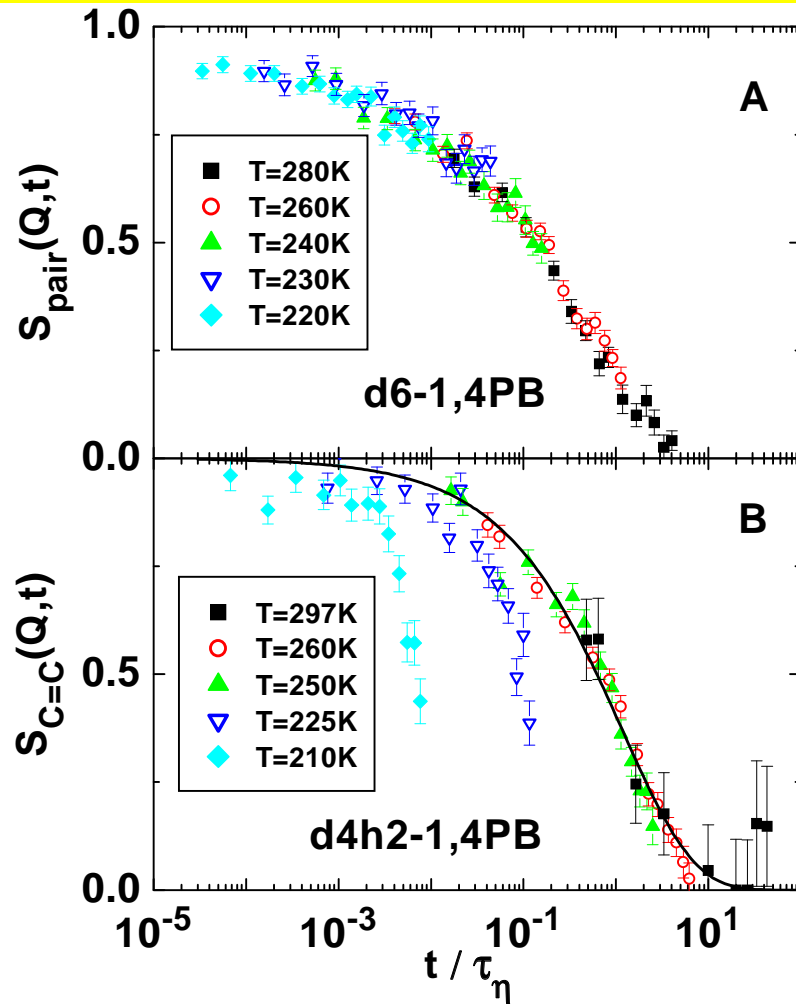 1.0
A
T=280K
T=260K
T=240K
T=230K
T=220K
S_pair(Q,t)
0.5
d6-1,4PB
0.0
B
T=297K
T=260K
T=250K
T=225K
T=210K
S_C=C(Q,t)
0.5
d4h2-1,4PB
0.0
10^-5 10^-3 10^-1 10^1
t / τ_η